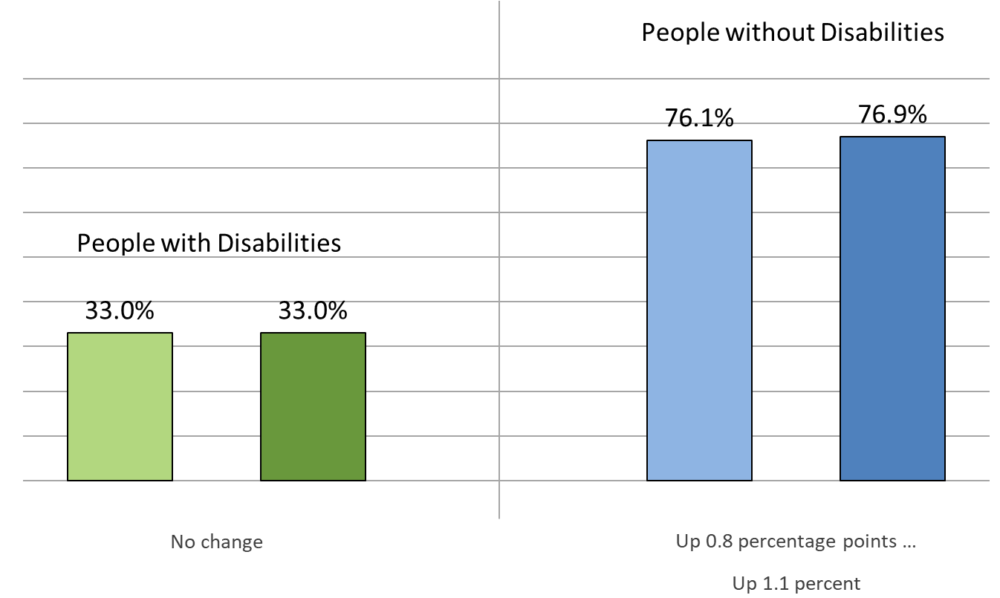 People without Disabilities
76.1%
76.9%
People with Disabilities
33.0%
33.0%
No change
Up 0.8 percentage points …
Up 1.1 percent